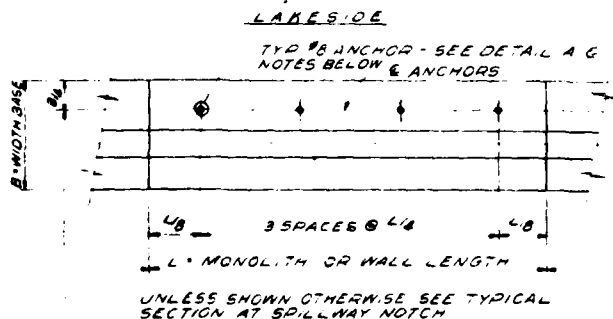 LAKESIDE
TYP #8 ANCHOR - SEE DETAIL A &
NOTES BELOW ℄ ANCHORS
B/4
B = WIDTH BASE
L/8 3 SPACES @ L/4 L/8
L = MONOLITH OR WALL LENGTH
UNLESS SHOWN OTHERWISE SEE TYPICAL
SECTION AT SPILLWAY NOTCH